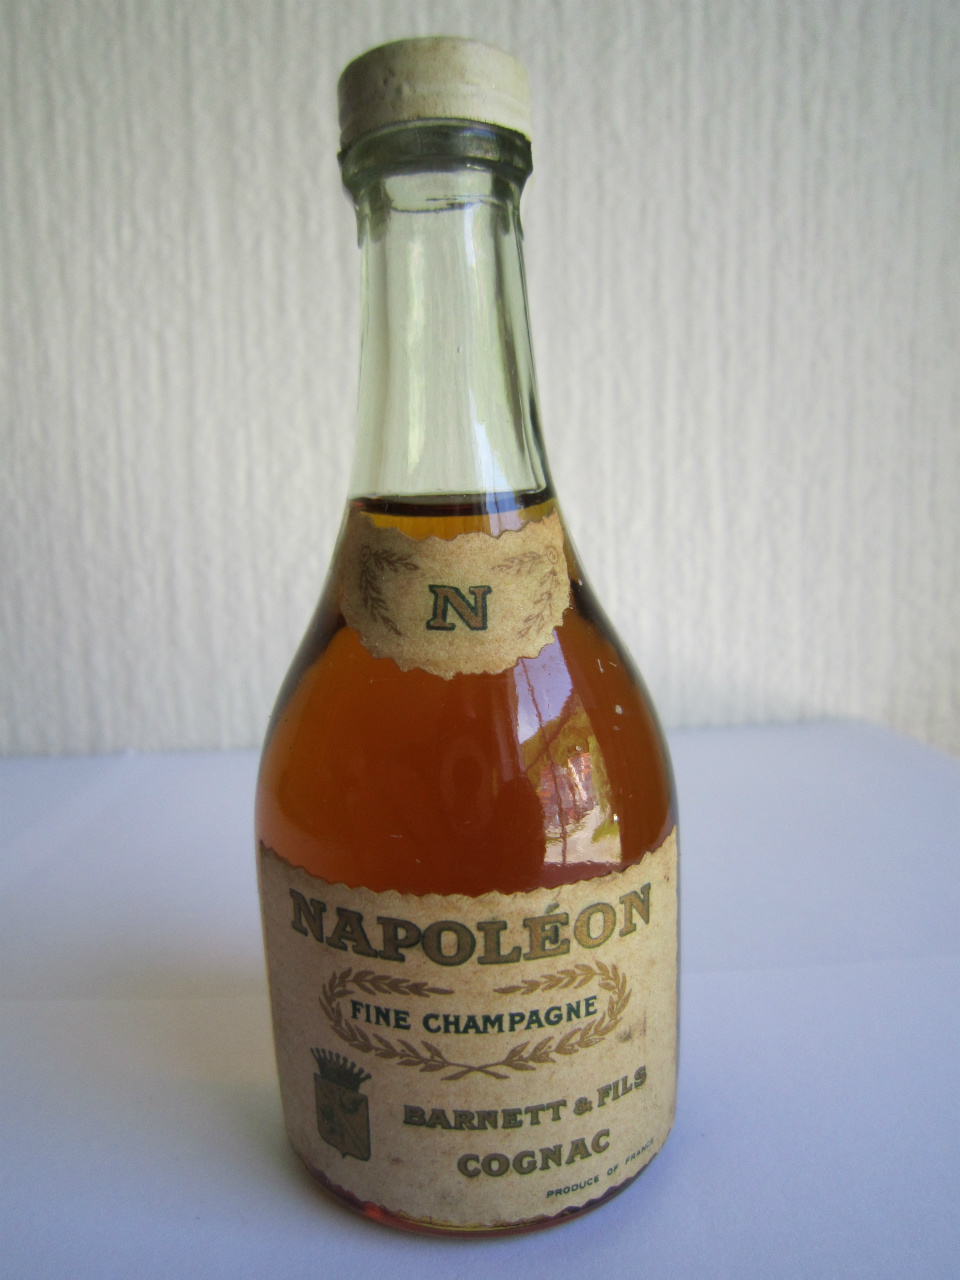 N
NAPOLÉON
FINE CHAMPAGNE
BARNETT & FILS
COGNAC
PRODUCE OF FRANCE